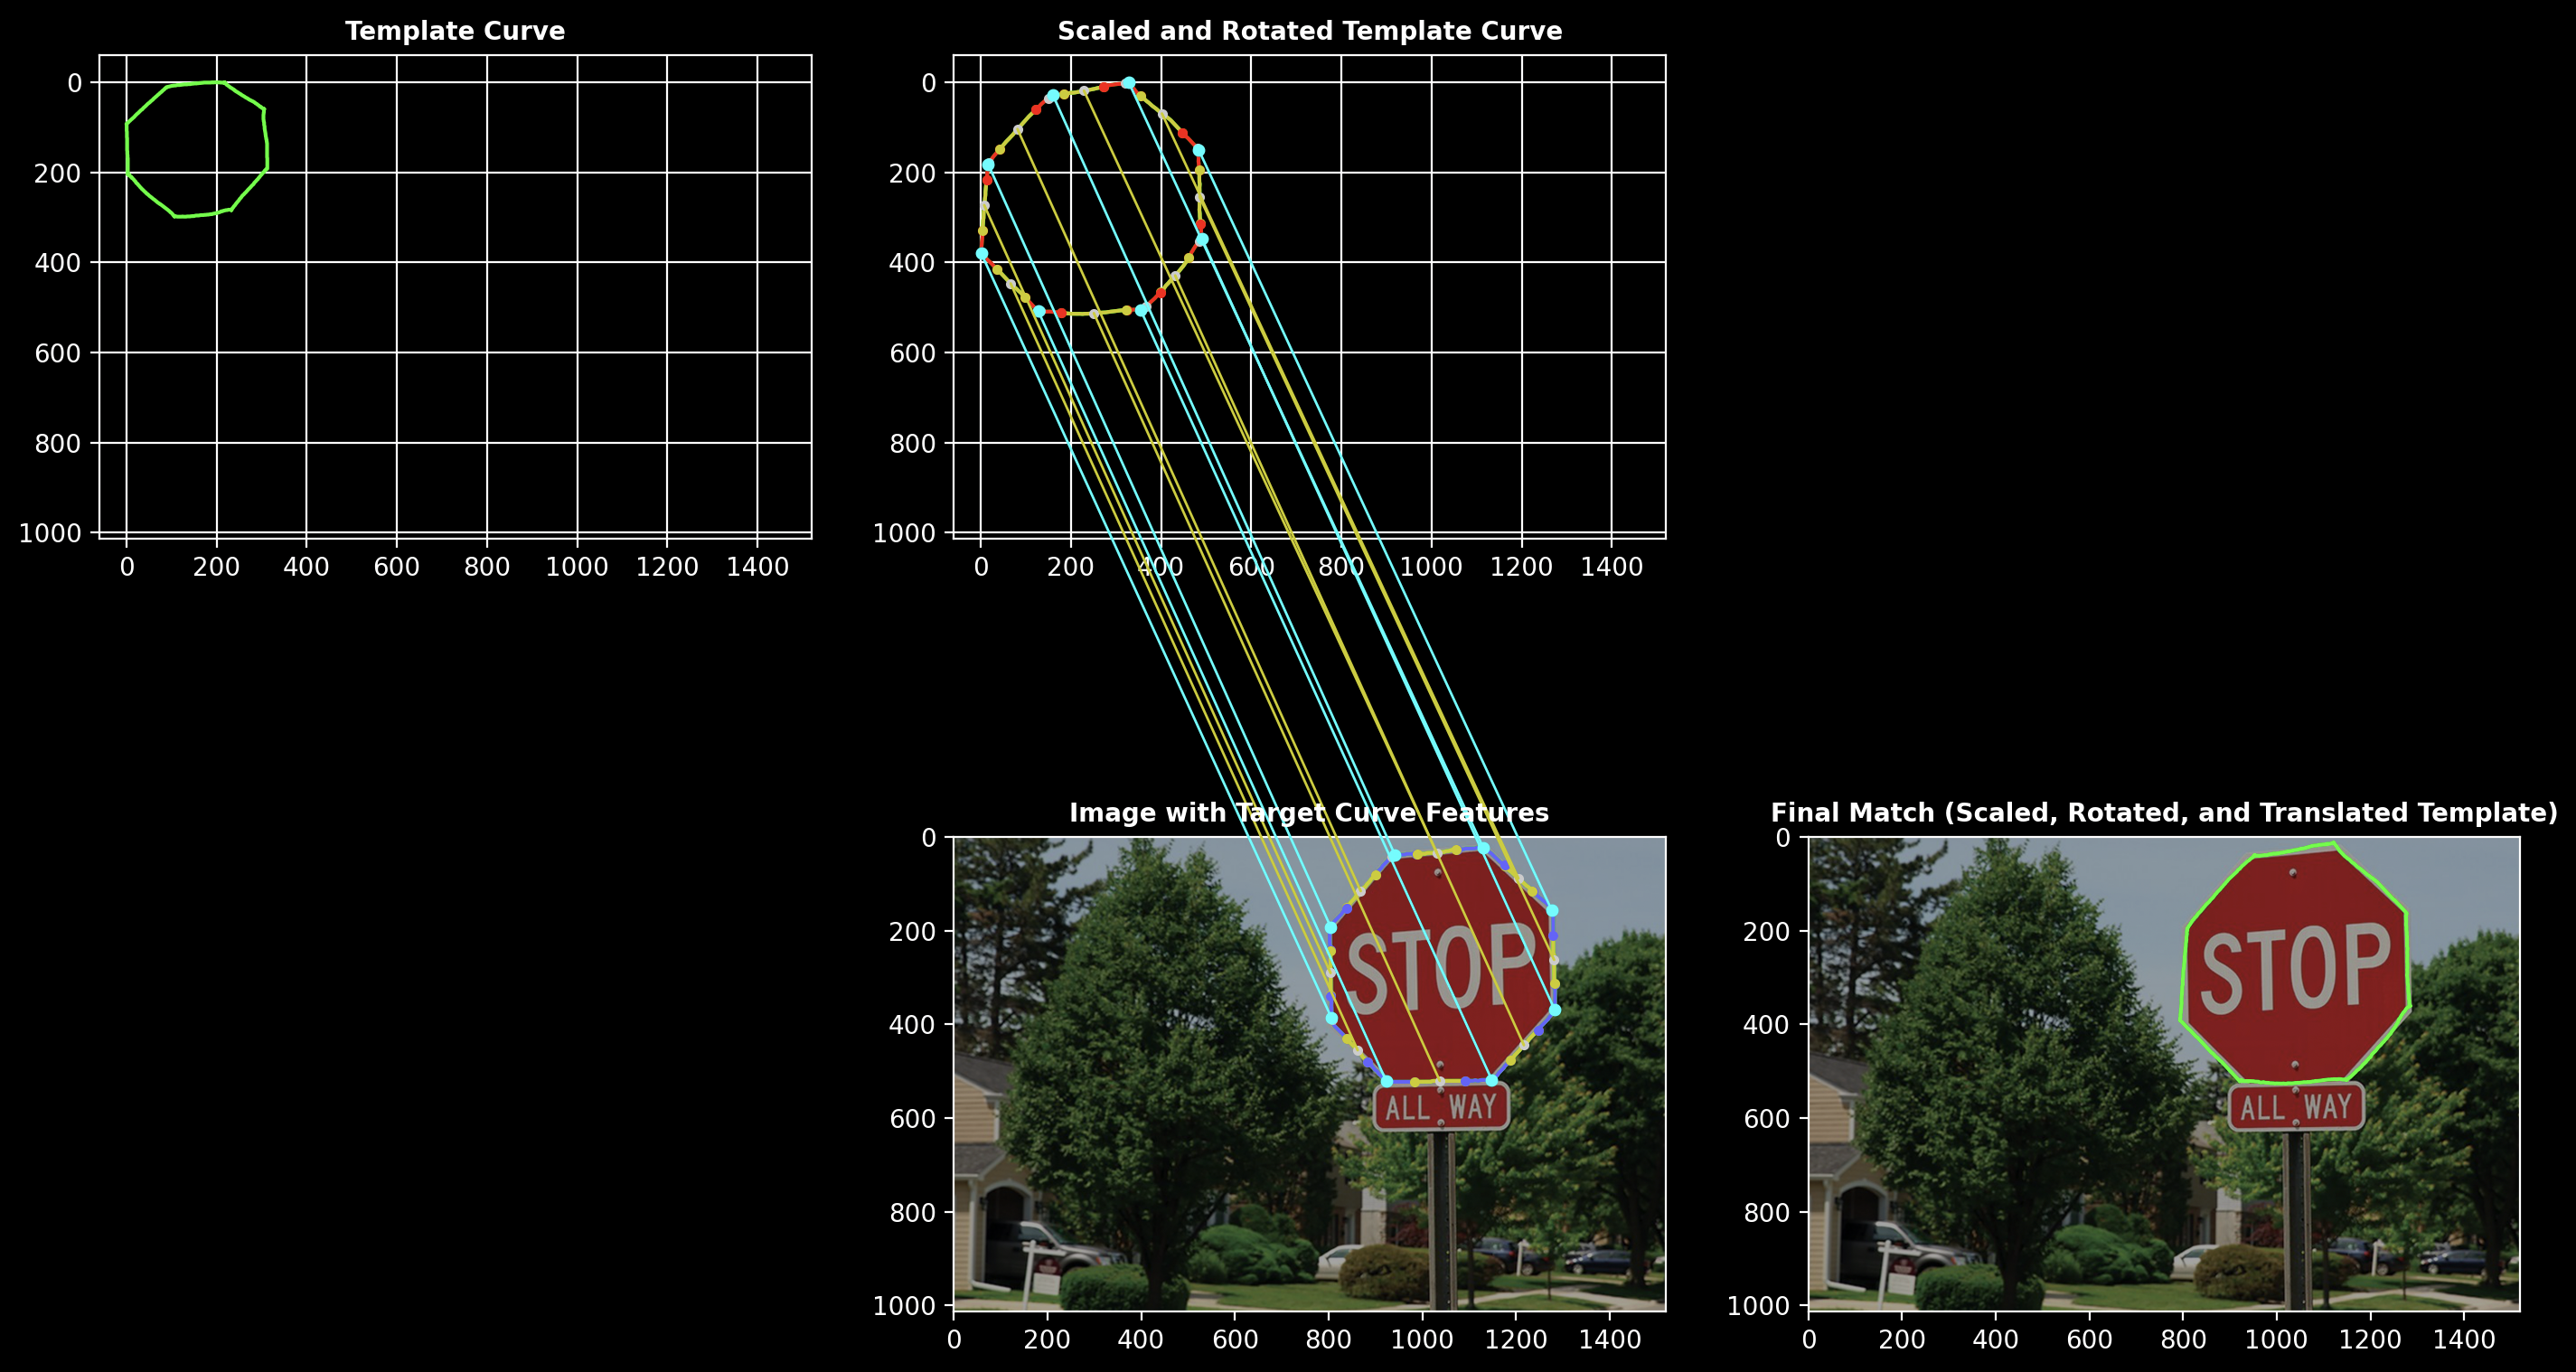 Template Curve
0
200
400
600
800
1000
0 200 400 600 800 1000 1200 1400
Scaled and Rotated Template Curve
0
200
400
600
800
1000
0 200 400 600 800 1000 1200 1400
Image with Target Curve Features
0
200
400
600
800
1000
0 200 400 600 800 1000 1200 1400
STOP
ALL WAY
Final Match (Scaled, Rotated, and Translated Template)
0
200
400
600
800
1000
0 200 400 600 800 1000 1200 1400
STOP
ALL WAY